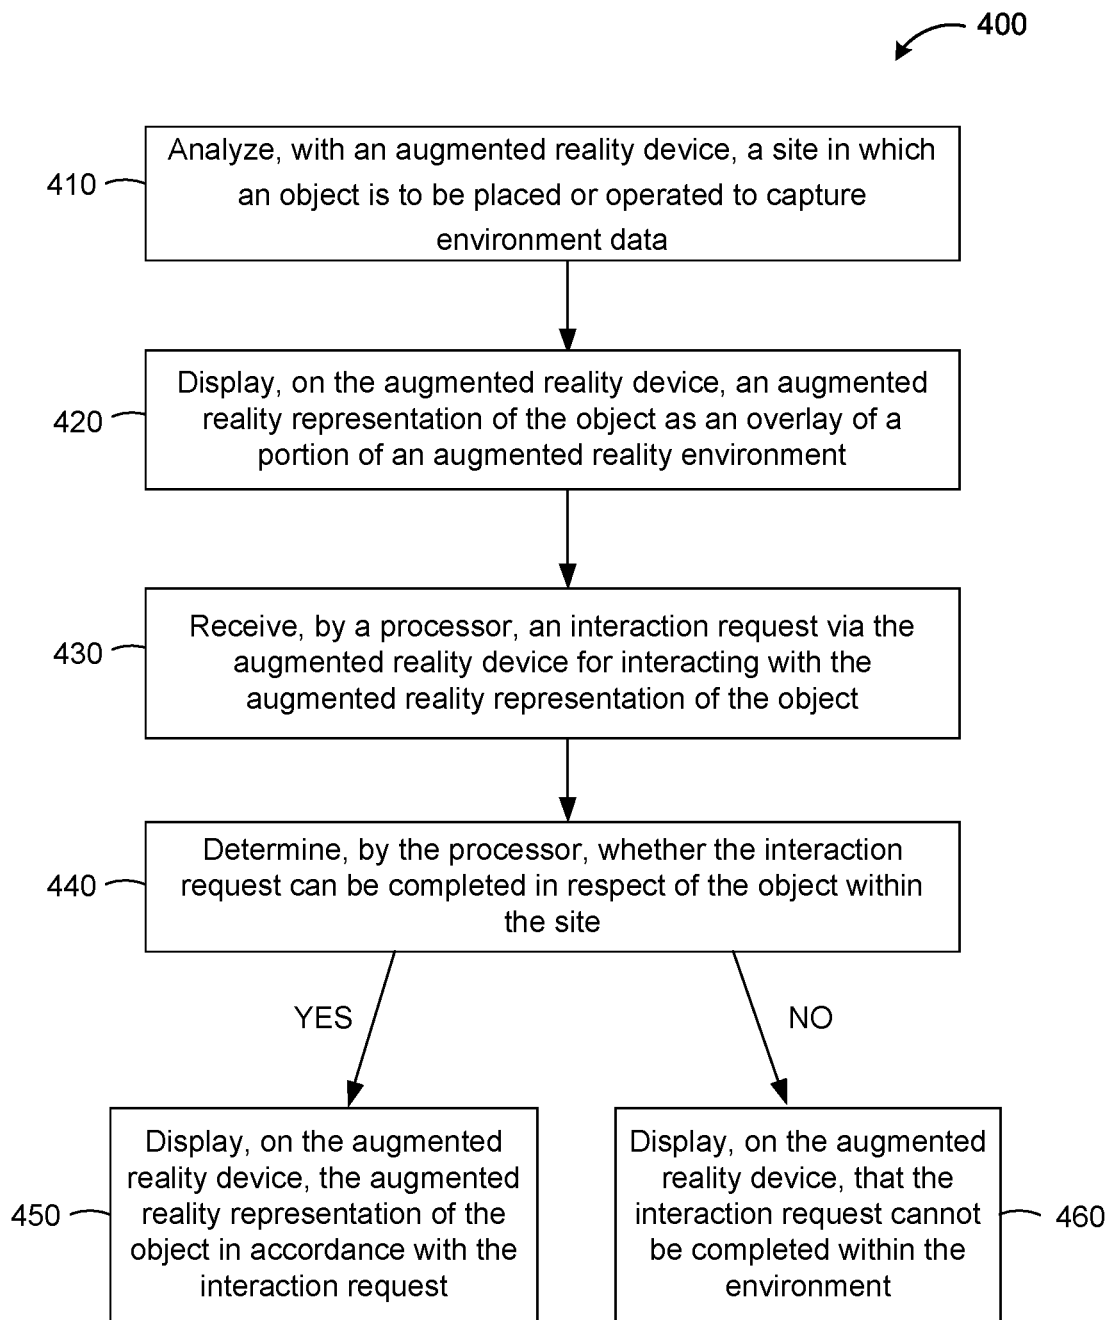 400
410
Analyze, with an augmented reality device, a site in which
an object is to be placed or operated to capture
environment data
420
Display, on the augmented reality device, an augmented
reality representation of the object as an overlay of a
portion of an augmented reality environment
430
Receive, by a processor, an interaction request via the
augmented reality device for interacting with the
augmented reality representation of the object
440
Determine, by the processor, whether the interaction
request can be completed in respect of the object within
the site
YES
NO
450
Display, on the augmented
reality device, the augmented
reality representation of the
object in accordance with the
interaction request
Display, on the augmented
reality device, that the
interaction request cannot
be completed within the
environment
460